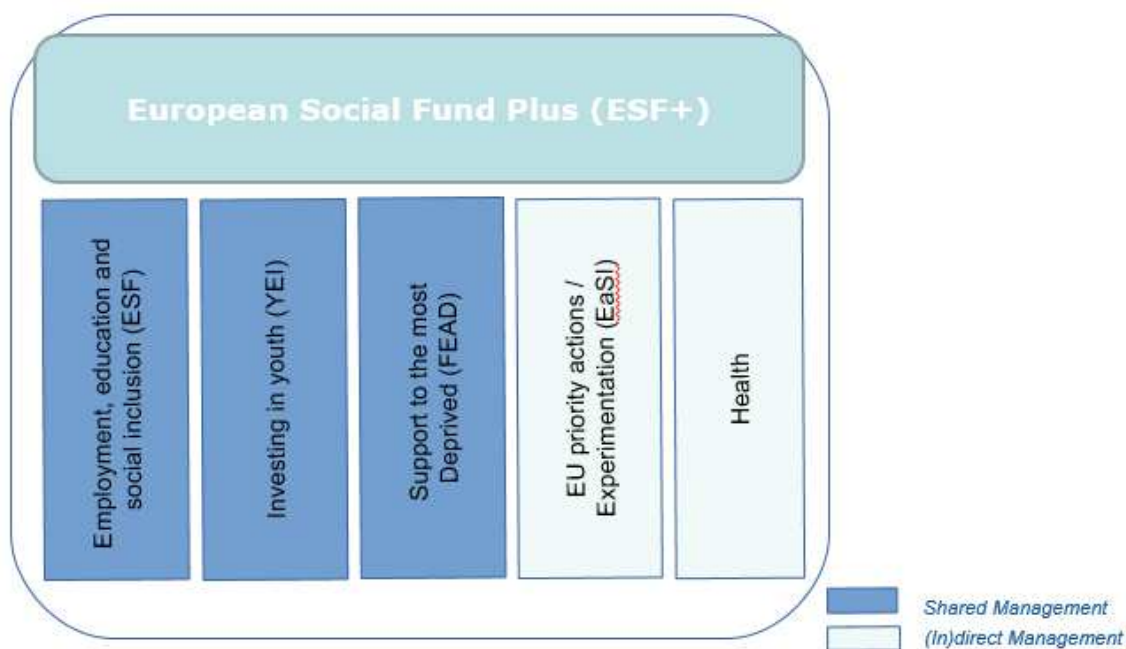 European Social Fund Plus (ESF+)
Employment, education and
social inclusion (ESF)
Investing in youth (YEI)
Support to the most
Deprived (FEAD)
EU priority actions /
Experimentation (EaSI)
Health
Shared Management
(In)direct Management